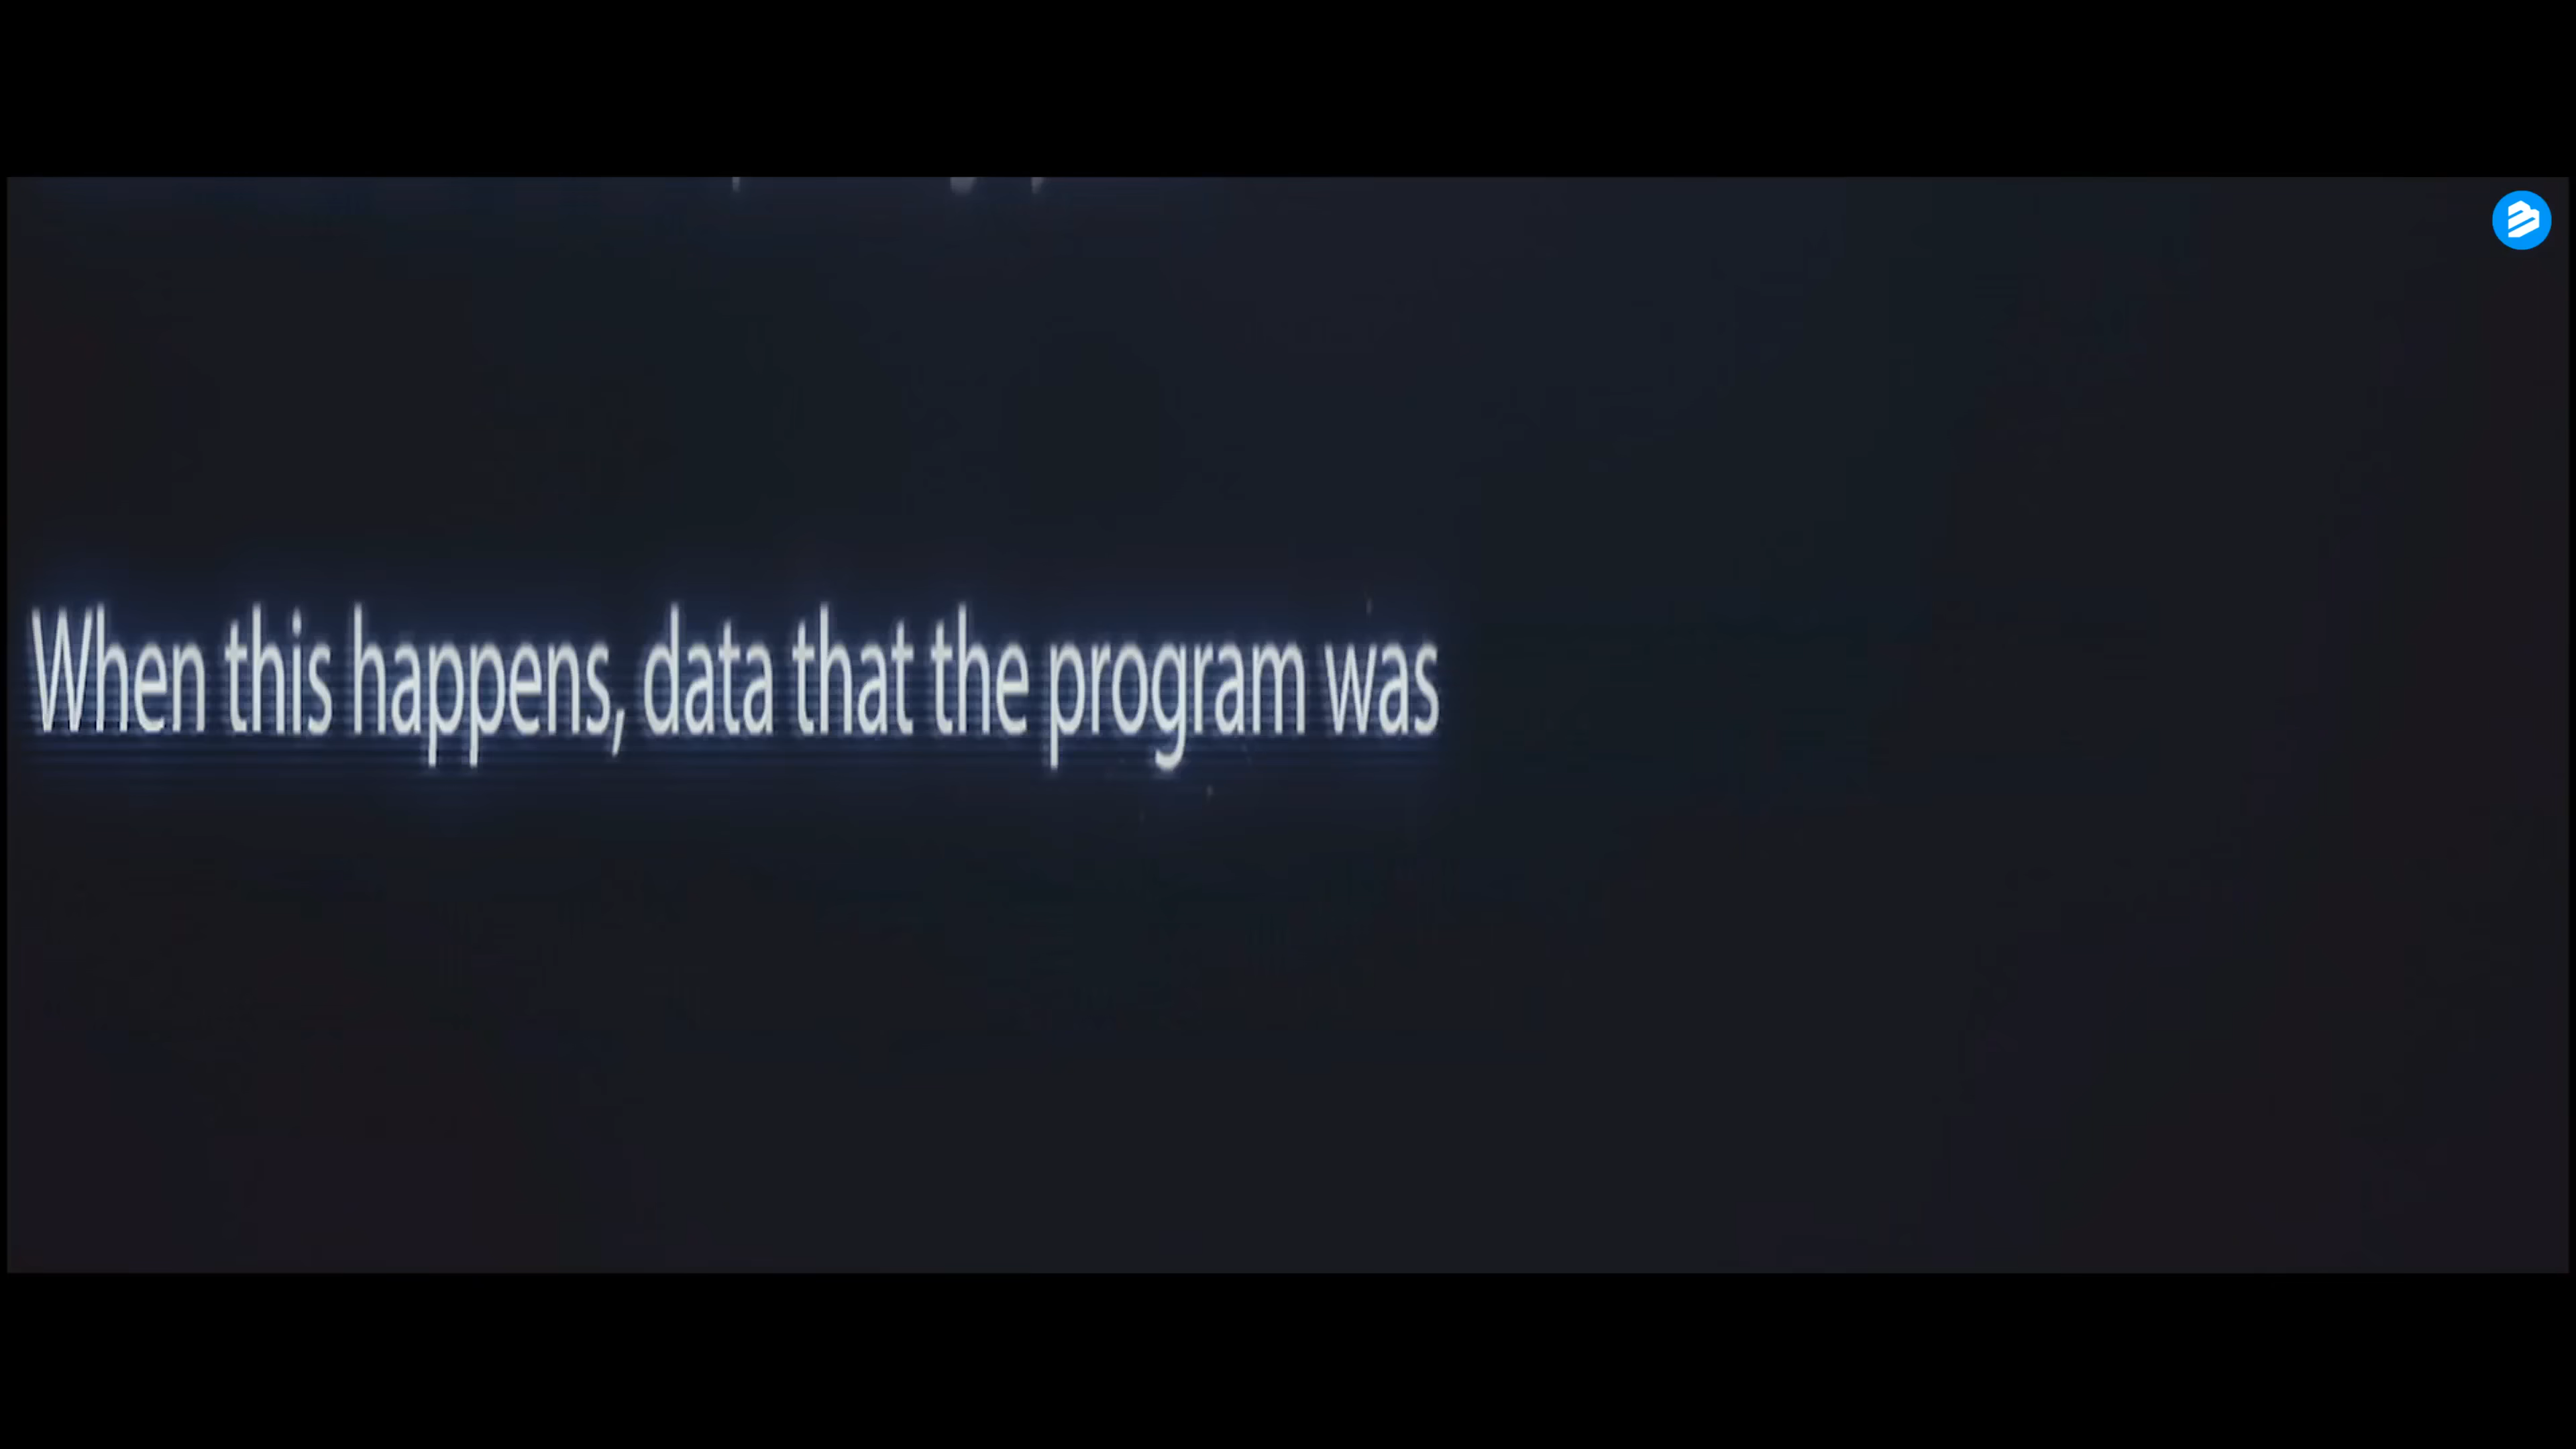 When this happens, data that the program was